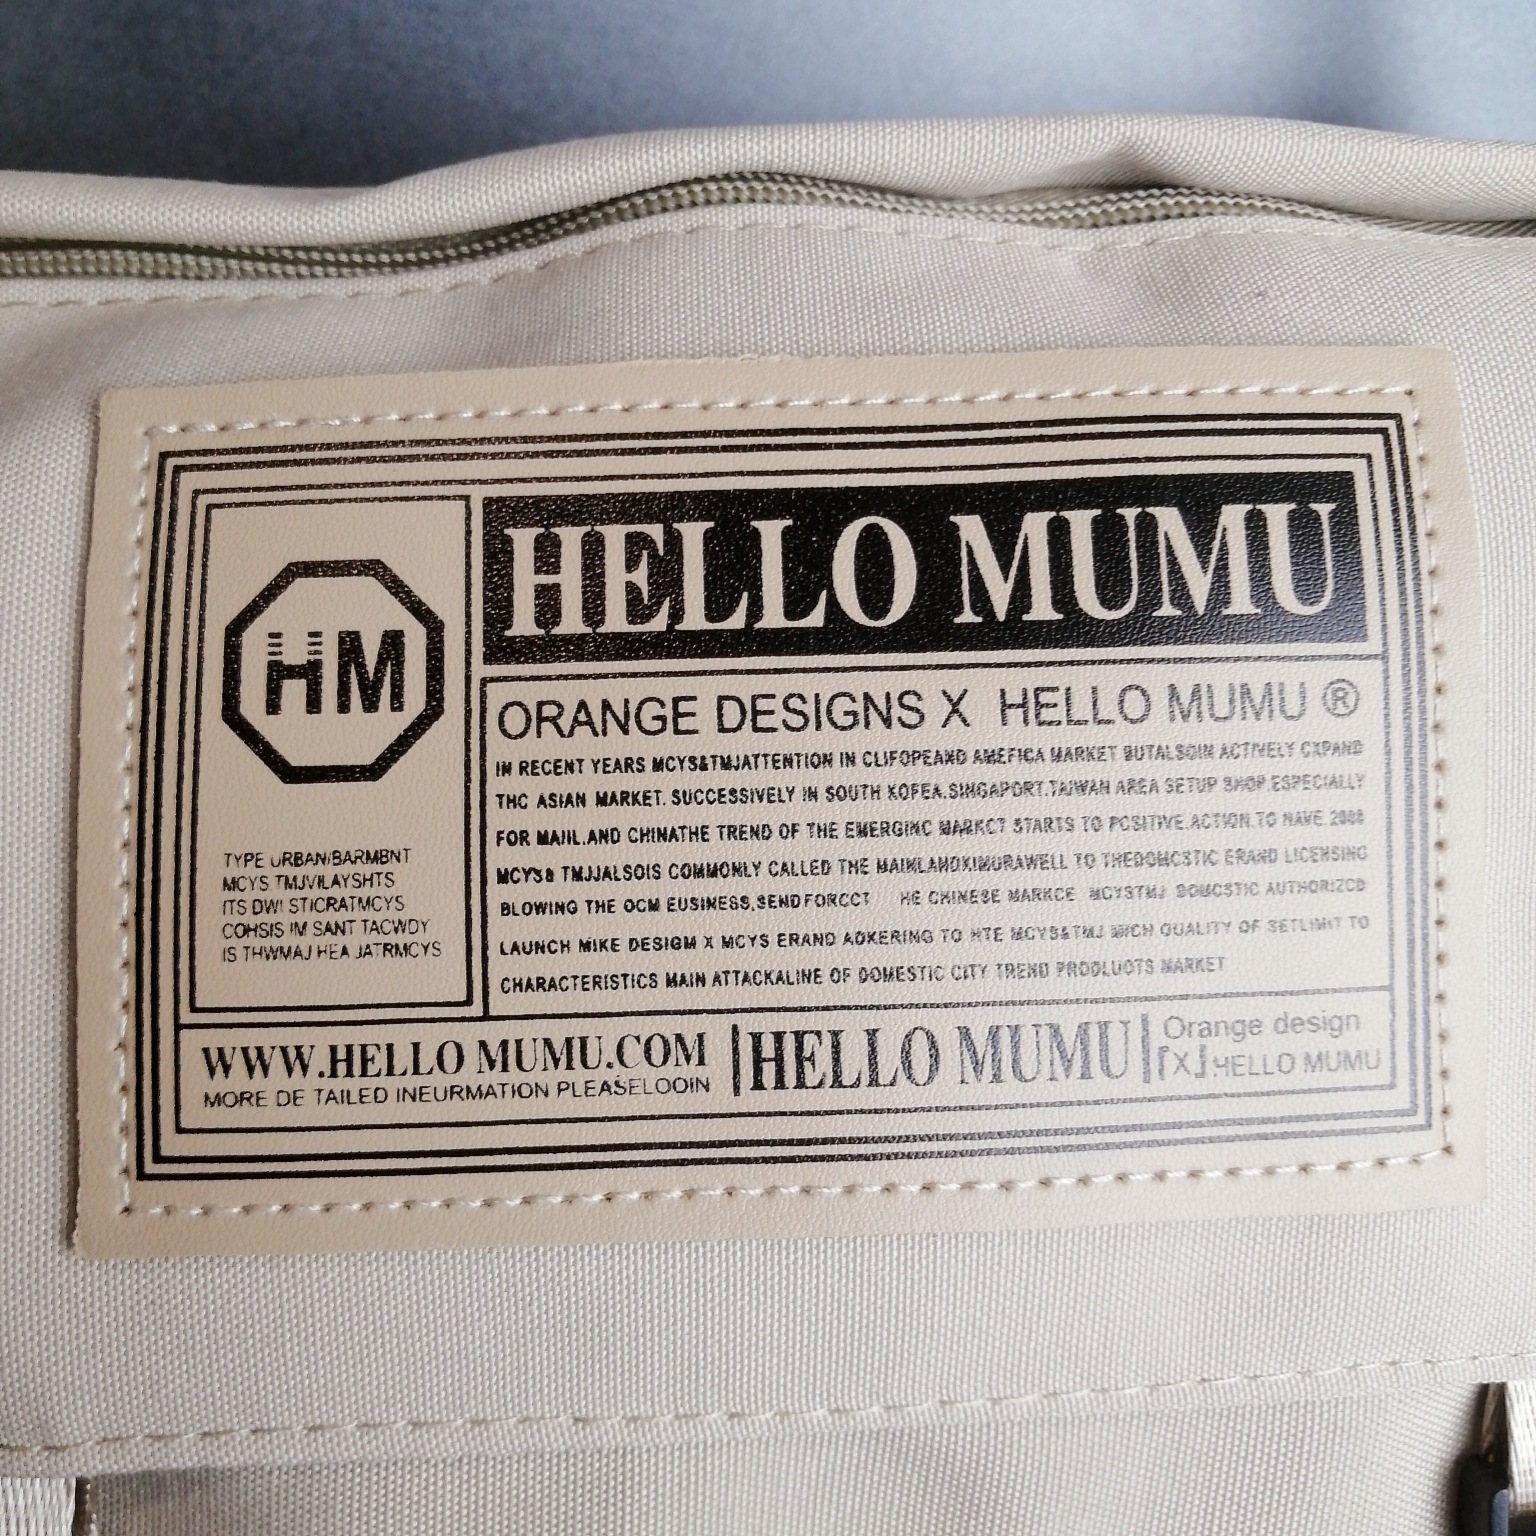 HM
TYPE URBAN/BARMBNT
MCYS TMJVILAYSHTS
ITS DWI STICRATMCYS
COHSIS IM SANT TACWDY
IS THWMAJ HEA JATRMCYS
HELLO MUMU
ORANGE DESIGNS X HELLO MUMU ®
IN RECENT YEARS MCYS&TMJATTENTION IN CLIFOPEAND AMEFICA MARKET BUTALSOIN ACTIVELY CXPAND
THC ASIAN MARKET. SUCCESSIVELY IN SOUTH KOFEA.SINGAPORT.TAIWAN AREA SETUP SHOP.ESPECIALLY
FOR MAIIL.AND CHINATHE TREND OF THE EMERGINC MARKCT STARTS TO PCSITIVE.ACTION.TO NAVE 2008
MCYS& TMJJALSOIS COMMONLY CALLED THE MAINLANDXIMURAWELL TO THEDOMCSTIC ERAND LICENSING
BLOWING THE OCM EUSINESS.SENDFORCCT HE CHINESE MARKCE MCYSTMJ DOMCSTIC AUTHORIZCD
LAUNCH MIKE DESIGM X MCYS ERAND ADKERING TO HTE MCYS&TMJ WICH QUALITY OF SETLIMIT TO
CHARACTERISTICS MAIN ATTACKALINE OF DOMESTIC CITY TREND PRODLUOTS MARKET
WWW.HELLO MUMU.COM
MORE DE TAILED INEURMATION PLEASELOOIN
|HELLO MUMU|
Orange design
「X」:HELLO MUMU